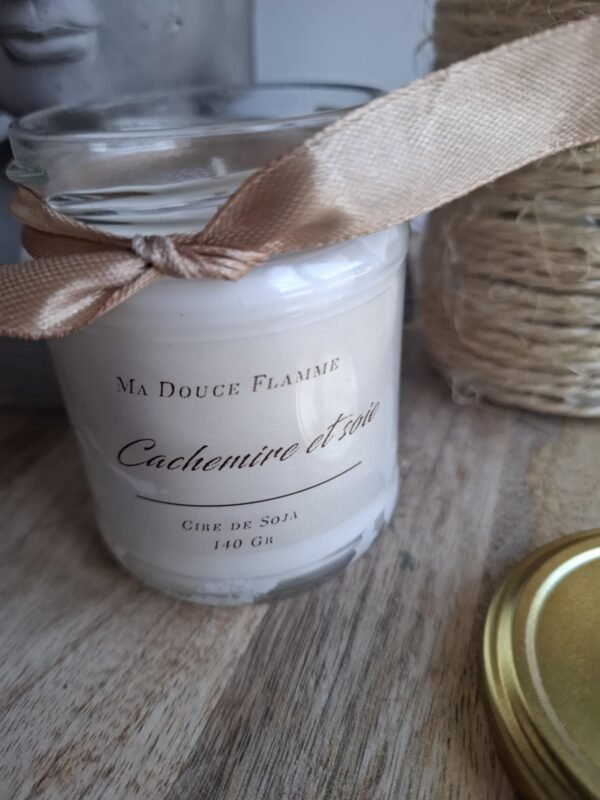 Ma Douce Flamme
Cachemire et soie
Cire de Soja
140 Gr